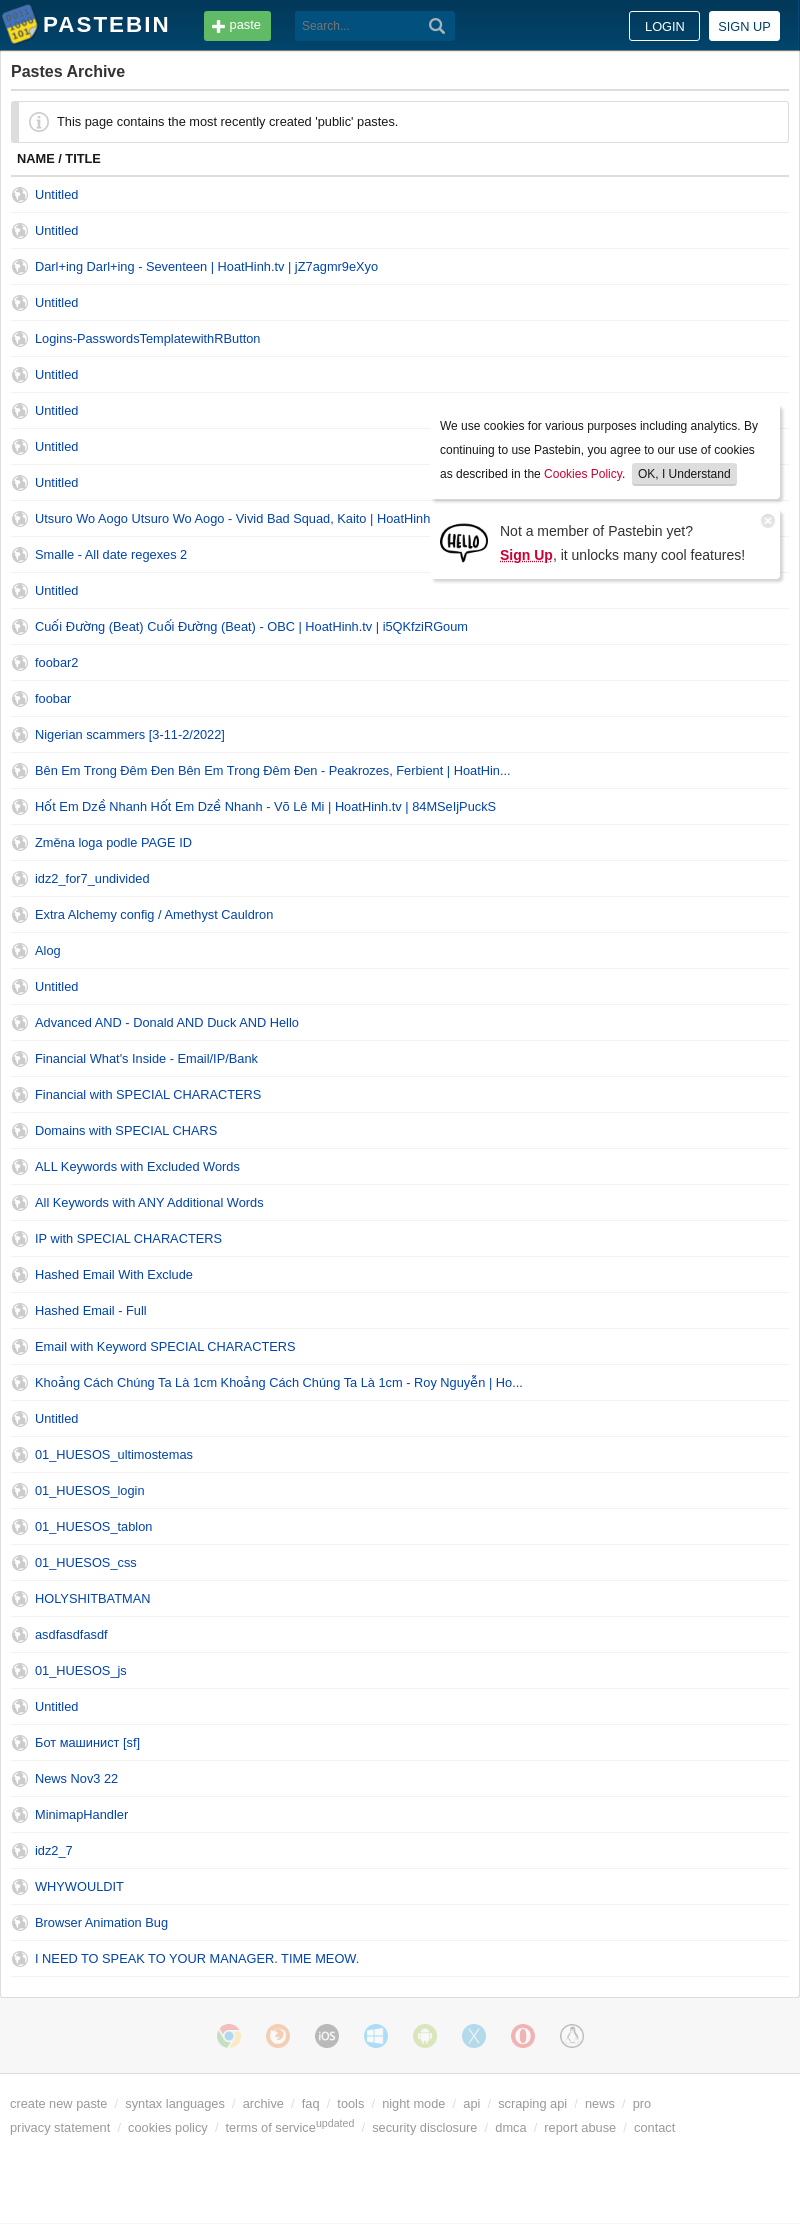 PASTEBIN
paste
Search...
LOGIN
SIGN UP
Pastes Archive
This page contains the most recently created 'public' pastes.
NAME / TITLE
Untitled
Untitled
Darl+ing Darl+ing - Seventeen | HoatHinh.tv | jZ7agmr9eXyo
Untitled
Logins-PasswordsTemplatewithRButton
Untitled
Untitled
Untitled
Untitled
Utsuro Wo Aogo Utsuro Wo Aogo - Vivid Bad Squad, Kaito | HoatHinh
Smalle - All date regexes 2
Untitled
We use cookies for various purposes including analytics. By
continuing to use Pastebin, you agree to our use of cookies
as described in the Cookies Policy. OK, I Understand
HELLO
Not a member of Pastebin yet?
Sign Up, it unlocks many cool features!
Cuối Đường (Beat) Cuối Đường (Beat) - OBC | HoatHinh.tv | i5QKfziRGoum
foobar2
foobar
Nigerian scammers [3-11-2/2022]
Bên Em Trong Đêm Đen Bên Em Trong Đêm Đen - Peakrozes, Ferbient | HoatHin...
Hốt Em Dzề Nhanh Hốt Em Dzề Nhanh - Võ Lê Mi | HoatHinh.tv | 84MSeIjPuckS
Změna loga podle PAGE ID
idz2_for7_undivided
Extra Alchemy config / Amethyst Cauldron
Alog
Untitled
Advanced AND - Donald AND Duck AND Hello
Financial What's Inside - Email/IP/Bank
Financial with SPECIAL CHARACTERS
Domains with SPECIAL CHARS
ALL Keywords with Excluded Words
All Keywords with ANY Additional Words
IP with SPECIAL CHARACTERS
Hashed Email With Exclude
Hashed Email - Full
Email with Keyword SPECIAL CHARACTERS
Khoảng Cách Chúng Ta Là 1cm Khoảng Cách Chúng Ta Là 1cm - Roy Nguyễn | Ho...
Untitled
01_HUESOS_ultimostemas
01_HUESOS_login
01_HUESOS_tablon
01_HUESOS_css
HOLYSHITBATMAN
asdfasdfasdf
01_HUESOS_js
Untitled
Бот машинист [sf]
News Nov3 22
MinimapHandler
idz2_7
WHYWOULDIT
Browser Animation Bug
I NEED TO SPEAK TO YOUR MANAGER. TIME MEOW.
iOS
create new paste / syntax languages / archive / faq / tools / night mode / api / scraping api / news / pro
privacy statement / cookies policy / terms of service updated / security disclosure / dmca / report abuse / contact